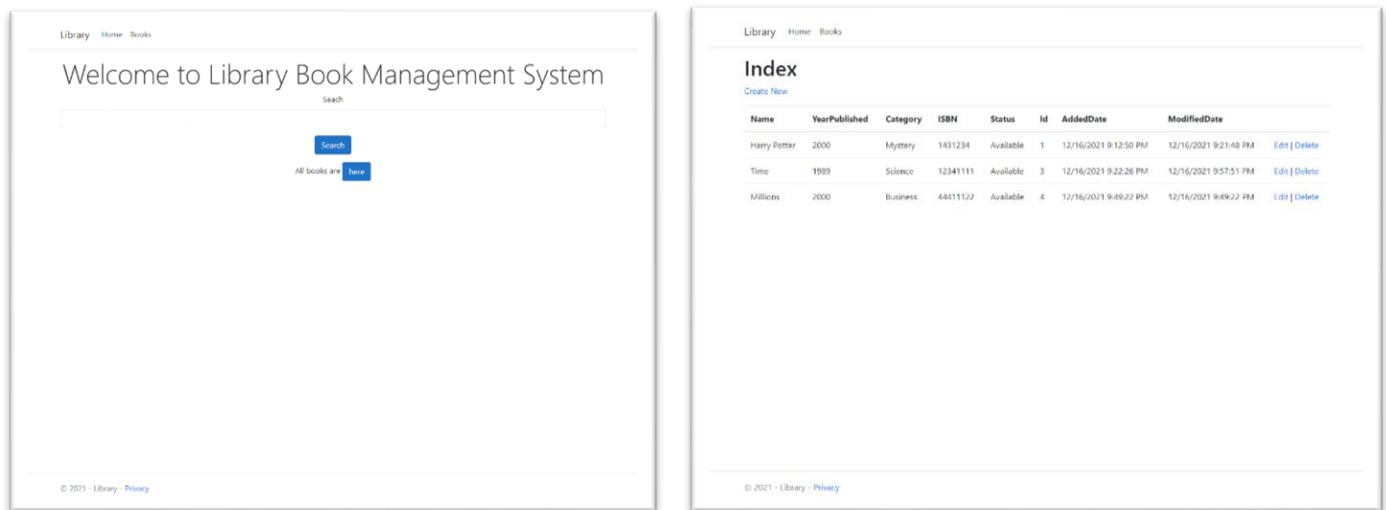 Library Home Books
Welcome to Library Book Management System
Seach
Search
All books are here
© 2021 - Library - Privacy
Library Home Books
Index
Create New
Name YearPublished Category ISBN Status Id AddedDate ModifiedDate
Harry Potter 2000 Mystery 1431234 Available 1 12/16/2021 9:12:50 PM 12/16/2021 9:21:48 PM Edit | Delete
Time 1989 Science 12341111 Available 3 12/16/2021 9:22:26 PM 12/16/2021 9:57:51 PM Edit | Delete
Millions 2000 Business 44411122 Available 4 12/16/2021 9:49:22 PM 12/16/2021 9:49:22 PM Edit | Delete
© 2021 - Library - Privacy